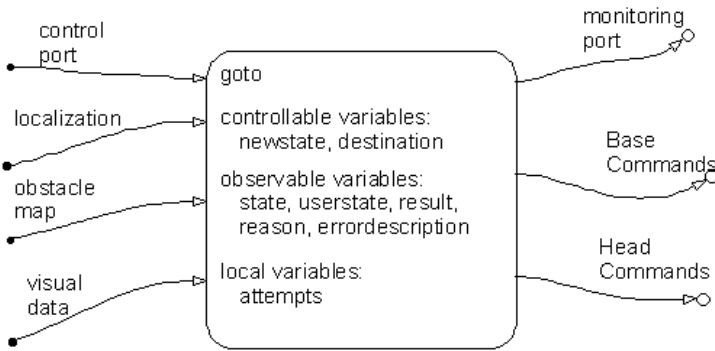 control
port
localization
obstacle
map
visual
data
goto
controllable variables:
newstate, destination
observable variables:
state, userstate, result,
reason, errordescription
local variables:
attempts
monitoring
port
Base
Commands
Head
Commands